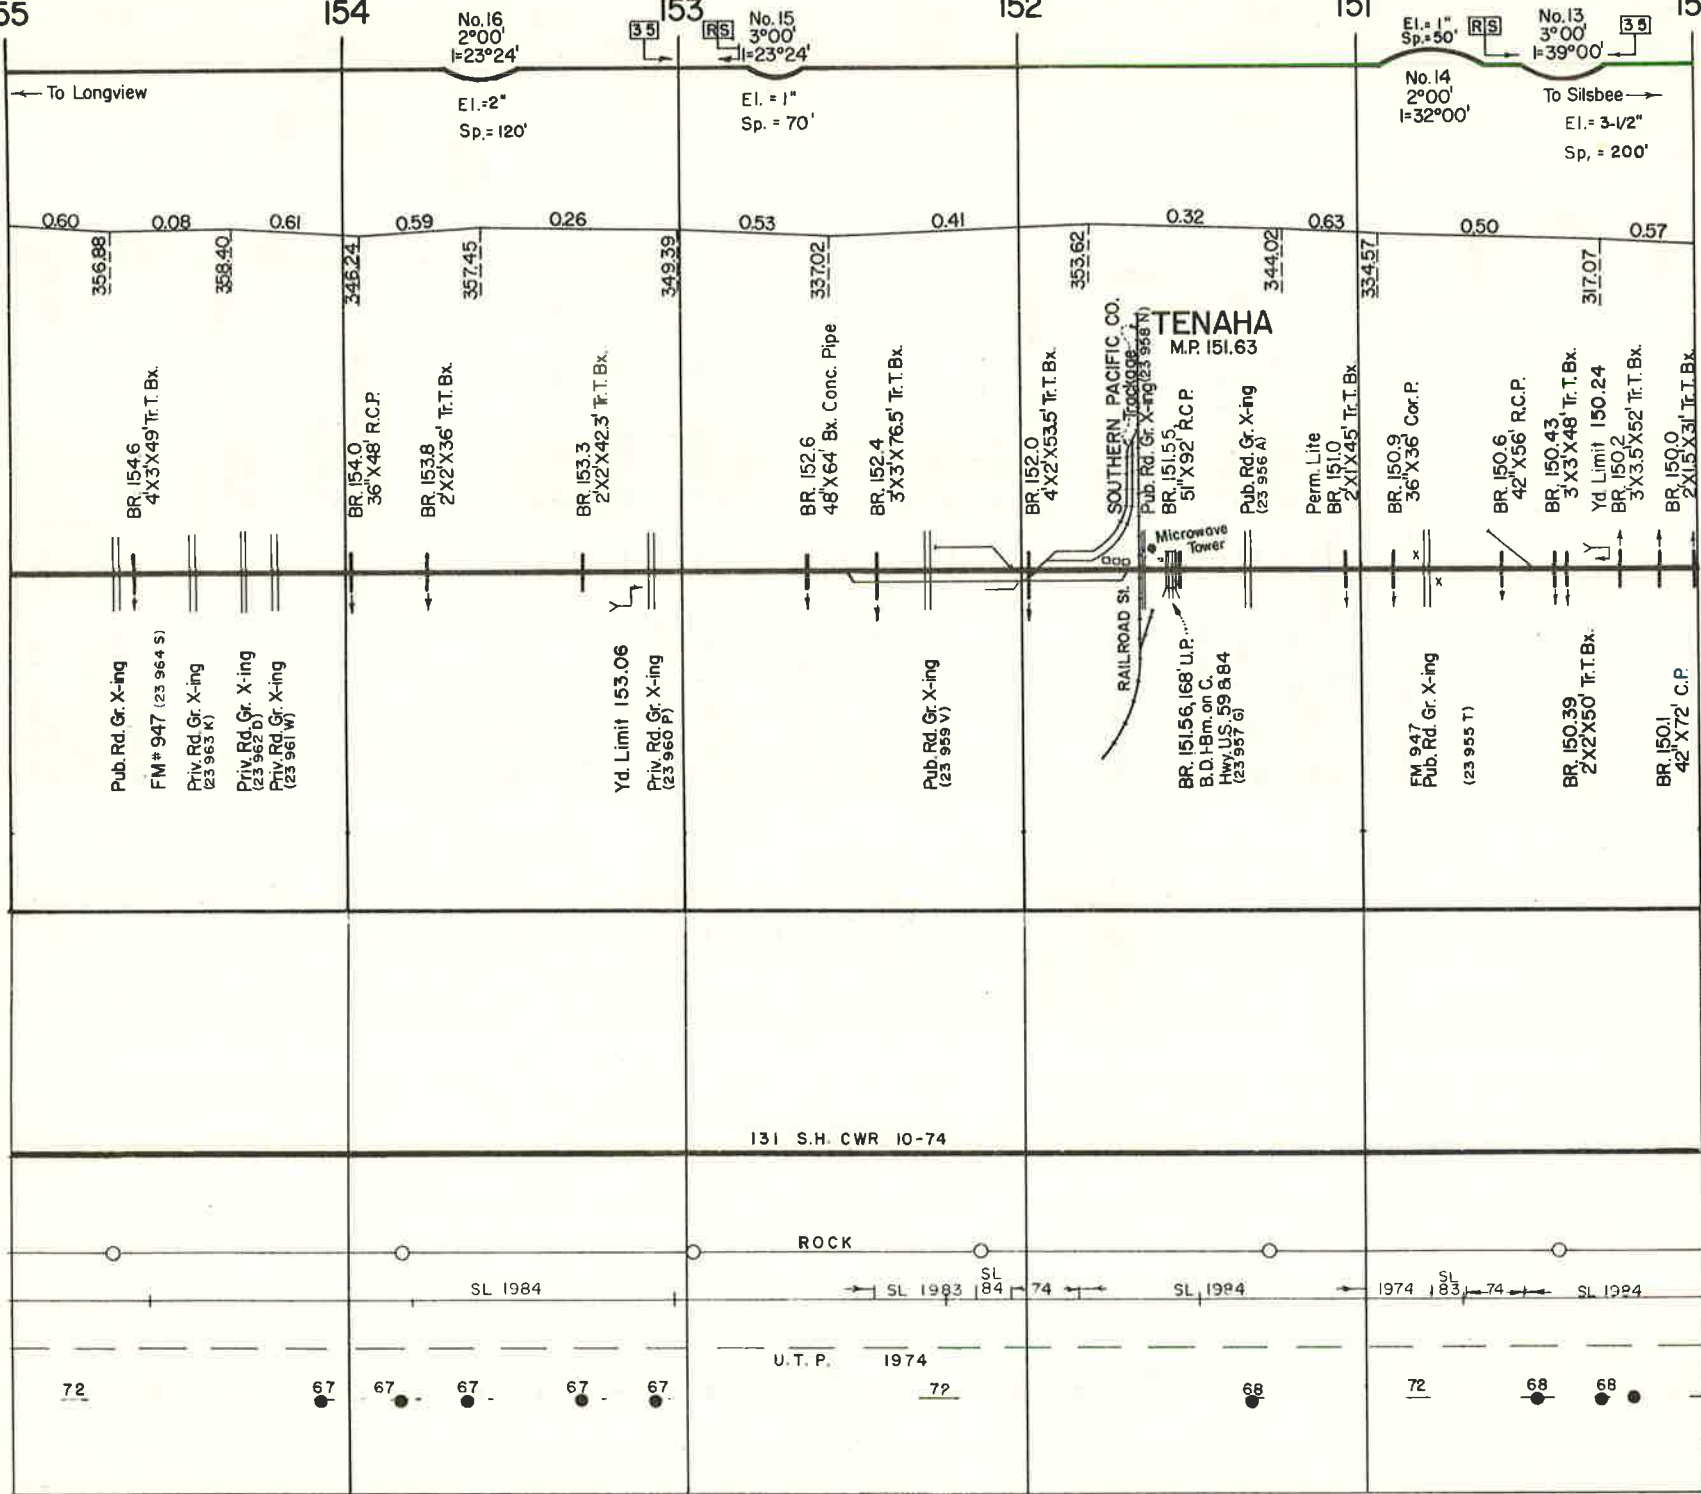 55
154
153
152
151
15
No.16
2°00'
I=23°24'
35
RS
No.15
3°00'
I=23°24'
El.= 1"
Sp.= 50'
RS
No.13
3°00'
I=39°00'
35
← To Longview
El.=2"
Sp.= 120'
El. = 1"
Sp. = 70'
No.14
2°00'
I=32°00'
To Silsbee →
El.= 3-1/2"
Sp. = 200'
0.60
0.08
0.61
0.59
0.26
0.53
0.41
0.32
0.63
0.50
0.57
356.88
358.40
346.24
357.45
349.39
337.02
353.62
344.02
334.57
317.07
TENAHA
M.P. 151.63
BR. 154.6
4'X3'X49' Tr.T. Bx.
BR. 154.0
36"X48' R.C.P.
BR. 153.8
2'X2'X36' Tr.T. Bx.
BR. 153.3
2'X2'X42.3' Tr.T. Bx.
BR. 152.6
48"X64' Bx. Conc. Pipe
BR. 152.4
3'X3'X76.5' Tr.T. Bx.
BR. 152.0
4'X2'X53.5' Tr.T. Bx.
SOUTHERN PACIFIC CO.
Trackage
Pub. Rd. Gr. X-ing (23 958 N)
BR. 151.5
51"X92' R.C.P.
Pub. Rd. Gr. X-ing
(23 956 A)
Perm. Lite
BR. 151.0
2'X1'X45' Tr.T. Bx.
BR. 150.9
36"X36' Cor. P.
BR. 150.6
42"X56' R.C.P.
BR. 150.43
3'X3'X48' Tr.T. Bx.
Yd. Limit 150.24
BR. 150.2
3'X3.5'X52' Tr.T. Bx.
BR. 150.0
2'X1.5'X31' Tr.T. Bx.
Microwave
Tower
Y
x
x
Y
Pub. Rd. Gr. X-ing
FM# 947 (23 964 S)
Priv. Rd. Gr. X-ing
(23 963 K)
Priv. Rd. Gr. X-ing
(23 962 D)
Priv. Rd. Gr. X-ing
(23 961 W)
Yd. Limit 153.06
Priv. Rd. Gr. X-ing
(23 960 P)
Pub. Rd. Gr. X-ing
(23 959 V)
RAILROAD St.
BR. 151.56, 168' U.P.
B.D. I-Bm. on C.
Hwy. U.S. 59 & 84
(23 957 G)
FM 947
Pub. Rd. Gr. X-ing
(23 955 T)
BR. 150.39
2'X2'X50' Tr.T. Bx.
BR. 150.1
42"X72' C.P.
131 S.H. CWR 10-74
ROCK
SL 1984
SL 1983
SL
84
74
SL 1984
1974
SL
83
74
SL 1984
U.T.P. 1974
72
67
67
67
67
67
72
68
72
68
68